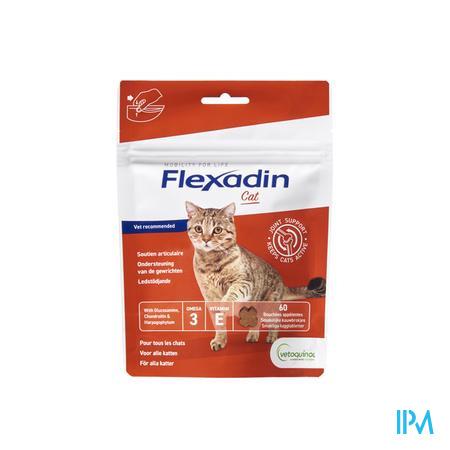 MOBILITY FOR LIFE
Flexadin
Cat
Vet recommended
JOINT SUPPORT
KEEPS CATS ACTIVE
Soutien articulaire
Ondersteuning
van de gewrichten
Ledstödjande
With Glucosamine,
Chondroitin &
Harpagophytum
OMEGA
3
VITAMIN
E
60
Bouchées appétentes
Smakelijke kauwbrokjes
Smakliga tuggtabletter
Pour tous les chats
Voor alle katten
För alla katter
vetoquinol
IPM